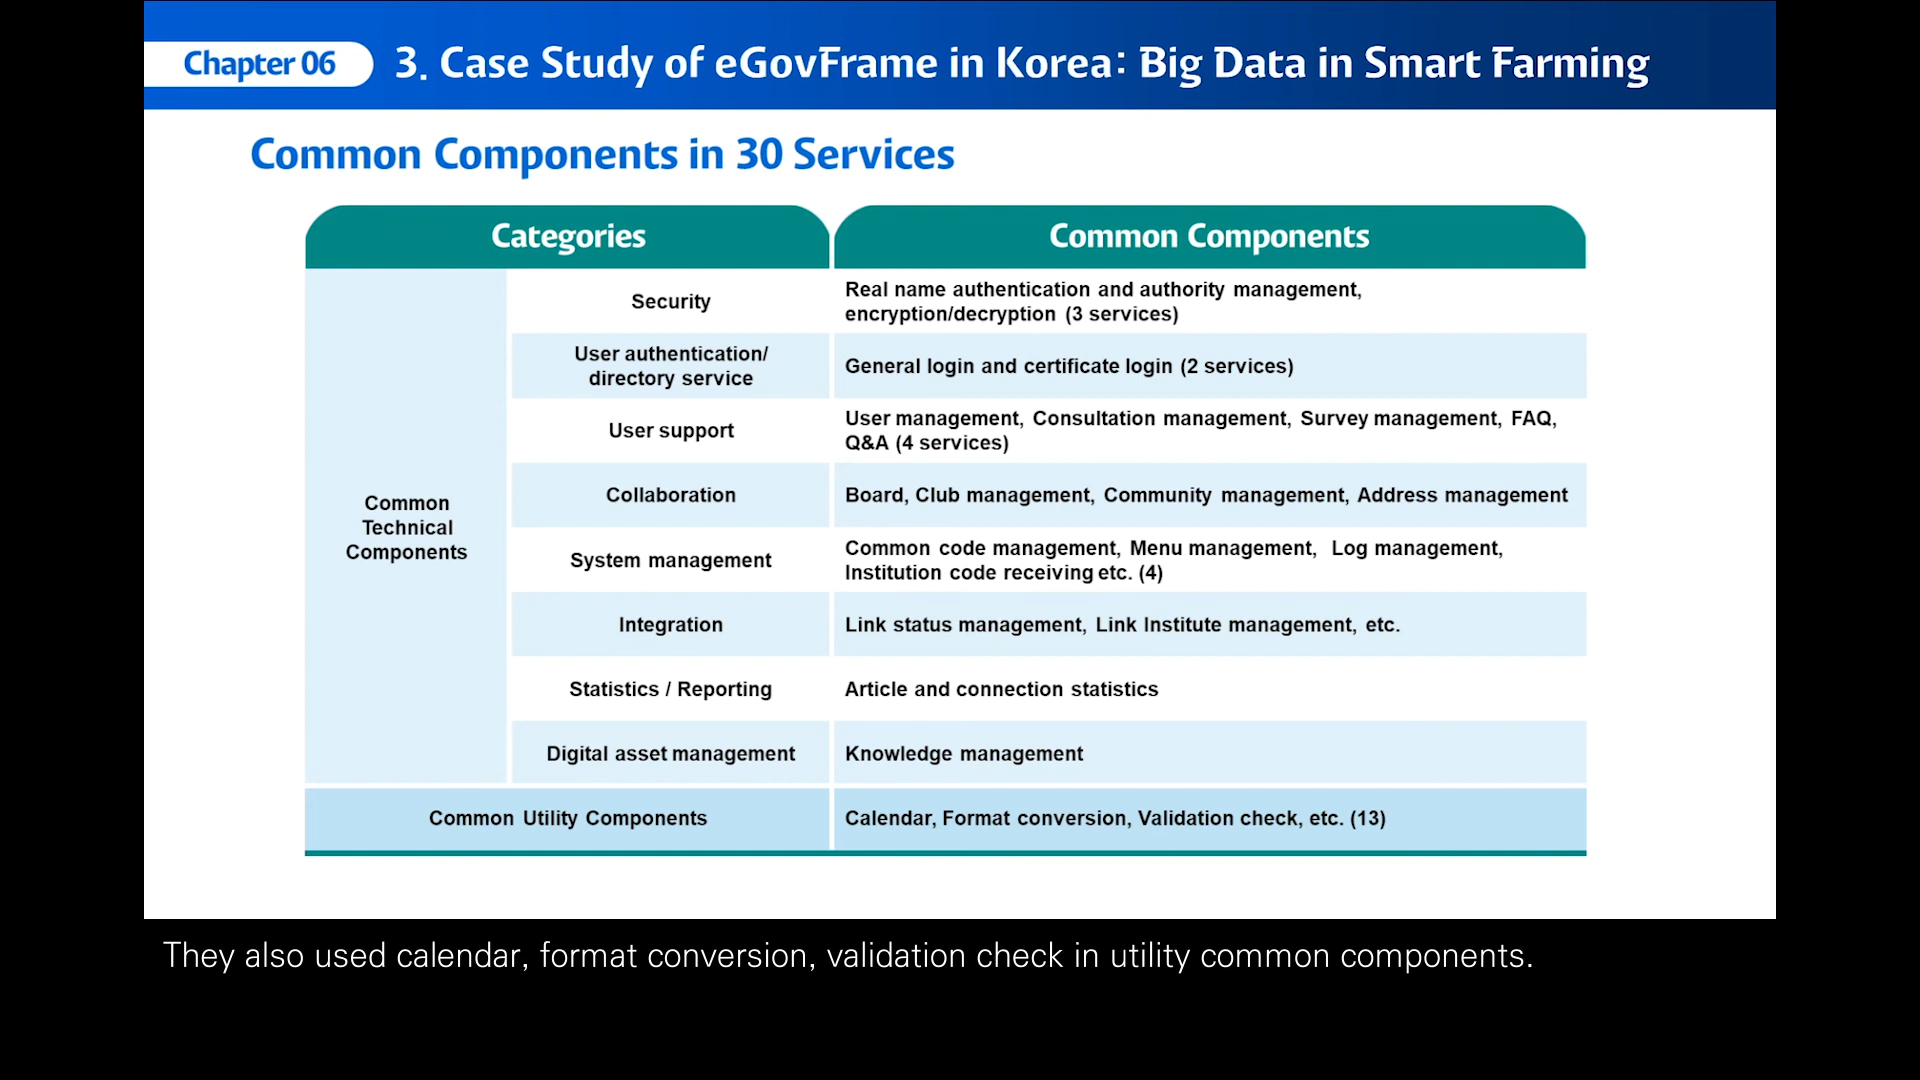 Chapter 06
3. Case Study of eGovFrame in Korea: Big Data in Smart Farming
Common Components in 30 Services
Categories
Common Components
Common
Technical
Components
Security
Real name authentication and authority management,
encryption/decryption (3 services)
User authentication/
directory service
General login and certificate login (2 services)
User support
User management, Consultation management, Survey management, FAQ,
Q&A (4 services)
Collaboration
Board, Club management, Community management, Address management
System management
Common code management, Menu management, Log management,
Institution code receiving etc. (4)
Integration
Link status management, Link Institute management, etc.
Statistics / Reporting
Article and connection statistics
Digital asset management
Knowledge management
Common Utility Components
Calendar, Format conversion, Validation check, etc. (13)
They also used calendar, format conversion, validation check in utility common components.